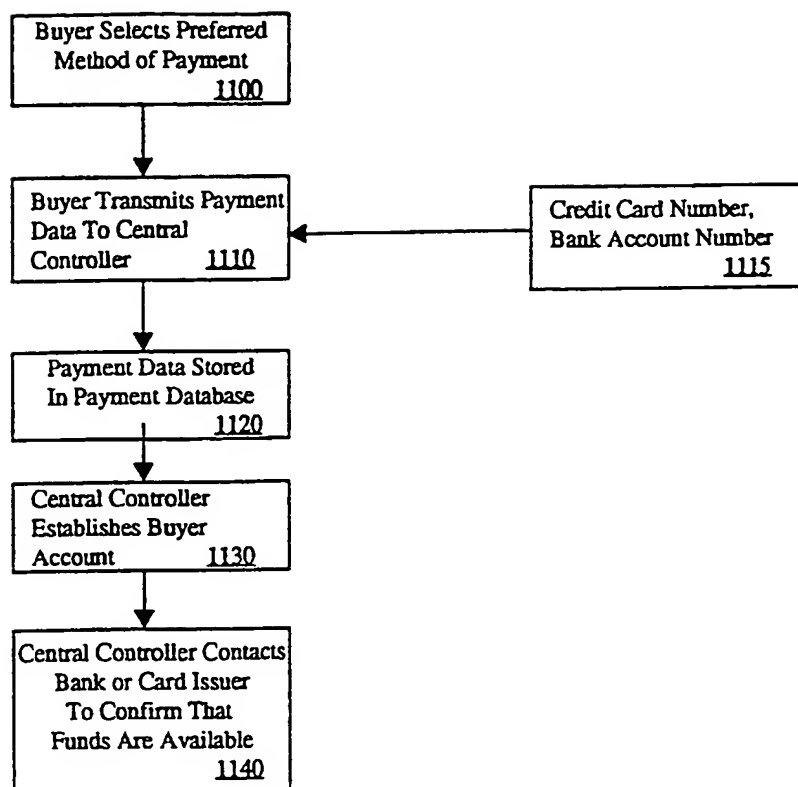 Buyer Selects Preferred
Method of Payment
1100
Buyer Transmits Payment
Data To Central
Controller 1110
Credit Card Number,
Bank Account Number
1115
Payment Data Stored
In Payment Database
1120
Central Controller
Establishes Buyer
Account 1130
Central Controller Contacts
Bank or Card Issuer
To Confirm That
Funds Are Available
1140